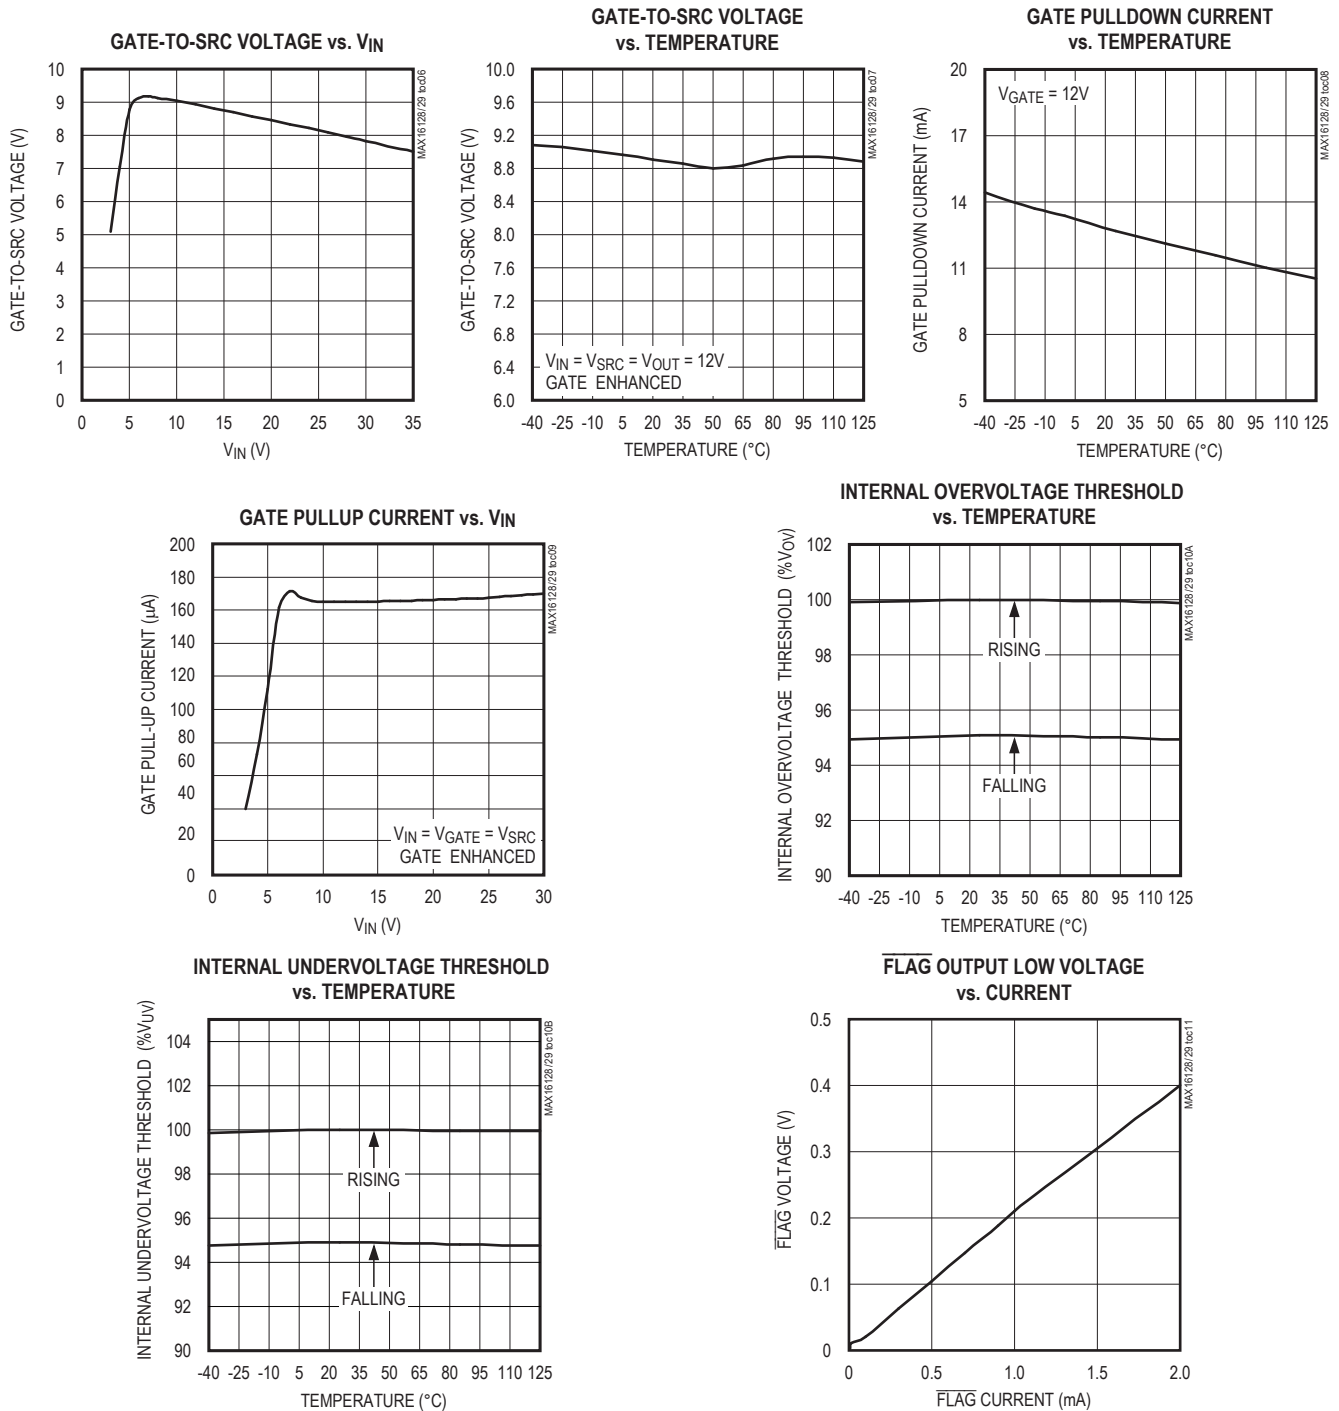 GATE-TO-SRC VOLTAGE vs. VIN
10
9
8
7
6
5
4
3
2
1
0
0 5 10 15 20 25 30 35
GATE-TO-SRC VOLTAGE (V)
VIN (V)
MAX16128/29 toc06
GATE-TO-SRC VOLTAGE
vs. TEMPERATURE
10.0
9.6
9.2
8.8
8.4
8.0
7.6
7.2
6.8
6.4
6.0
VIN = VSRC = VOUT = 12V
GATE ENHANCED
-40 -25 -10 5 20 35 50 65 80 95 110 125
GATE-TO-SRC VOLTAGE (V)
TEMPERATURE (°C)
MAX16128/29 toc07
GATE PULLDOWN CURRENT
vs. TEMPERATURE
VGATE = 12V
20
17
14
11
8
5
-40 -25 -10 5 20 35 50 65 80 95 110 125
GATE PULLDOWN CURRENT (mA)
TEMPERATURE (°C)
MAX16128/29 toc08
GATE PULLUP CURRENT vs. VIN
200
180
160
140
120
100
80
60
40
20
0
VIN = VGATE = VSRC
GATE ENHANCED
0 5 10 15 20 25 30
GATE PULL-UP CURRENT (µA)
VIN (V)
MAX16128/29 toc09
INTERNAL OVERVOLTAGE THRESHOLD
vs. TEMPERATURE
102
100
98
96
94
92
90
RISING
FALLING
-40 -25 -10 5 20 35 50 65 80 95 110 125
INTERNAL OVERVOLTAGE THRESHOLD (%VOV)
TEMPERATURE (°C)
MAX16128/29 toc10A
INTERNAL UNDERVOLTAGE THRESHOLD
vs. TEMPERATURE
104
102
100
98
96
94
92
90
RISING
FALLING
-40 -25 -10 5 20 35 50 65 80 95 110 125
INTERNAL UNDERVOLTAGE THRESHOLD (%VUV)
TEMPERATURE (°C)
MAX16128/29 toc10B
FLAG OUTPUT LOW VOLTAGE
vs. CURRENT
0.5
0.4
0.3
0.2
0.1
0
0 0.5 1.0 1.5 2.0
FLAG VOLTAGE (V)
FLAG CURRENT (mA)
MAX16128/29 toc11